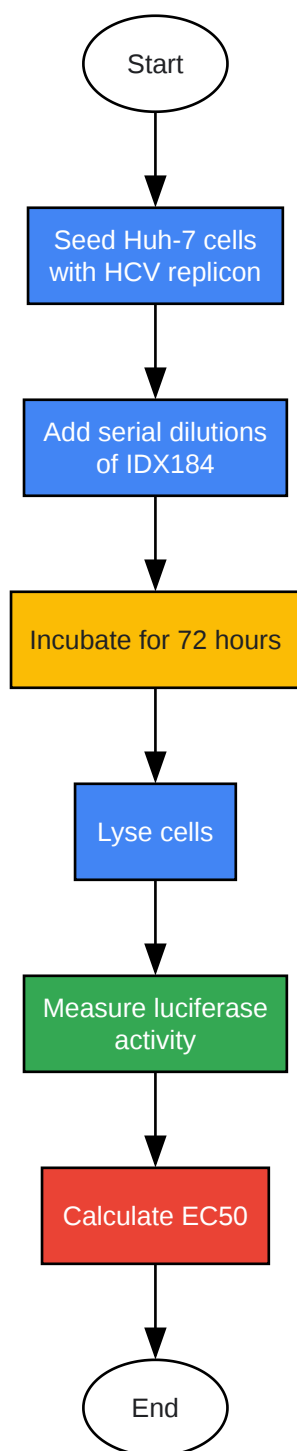 Start
Seed Huh-7 cells
with HCV replicon
Add serial dilutions
of IDX184
Incubate for 72 hours
Lyse cells
Measure luciferase
activity
Calculate EC50
End